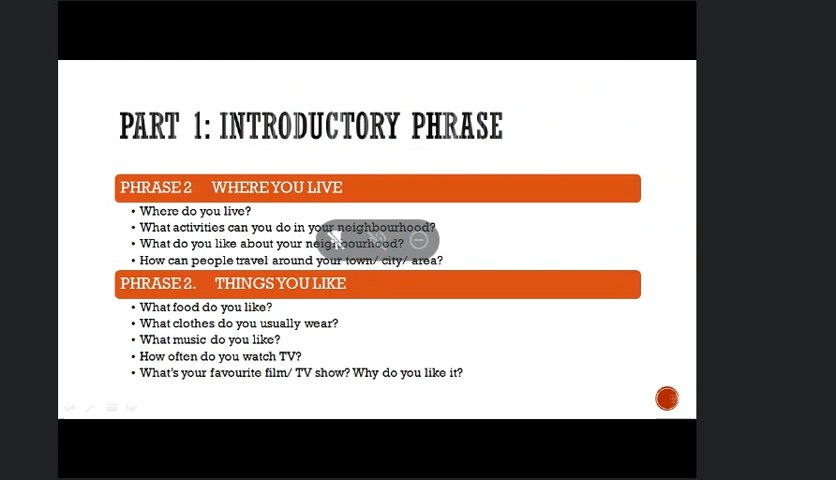 PART 1: INTRODUCTORY PHRASE
PHRASE 2 WHERE YOU LIVE
• Where do you live?
• What activities can you do in your neighbourhood?
• What do you like about your neighbourhood?
• How can people travel around your town/ city/ area?
PHRASE 2. THINGS YOU LIKE
• What food do you like?
• What clothes do you usually wear?
• What music do you like?
• How often do you watch TV?
• What's your favourite film/ TV show? Why do you like it?